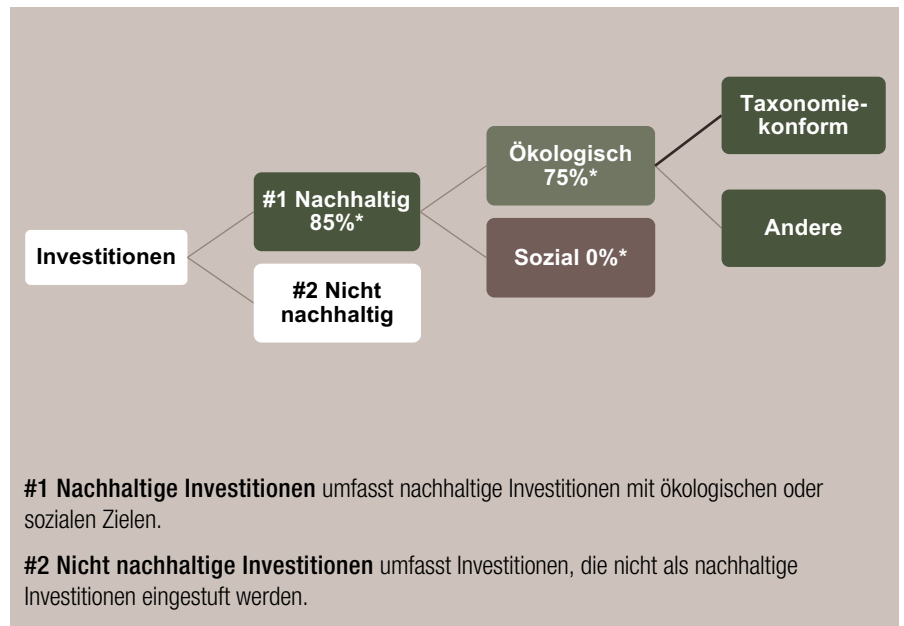 Investitionen
#1 Nachhaltig
85%*
#2 Nicht
nachhaltig
Ökologisch
75%*
Sozial 0%*
Taxonomie-
konform
Andere
#1 Nachhaltige Investitionen umfasst nachhaltige Investitionen mit ökologischen oder
sozialen Zielen.
#2 Nicht nachhaltige Investitionen umfasst Investitionen, die nicht als nachhaltige
Investitionen eingestuft werden.